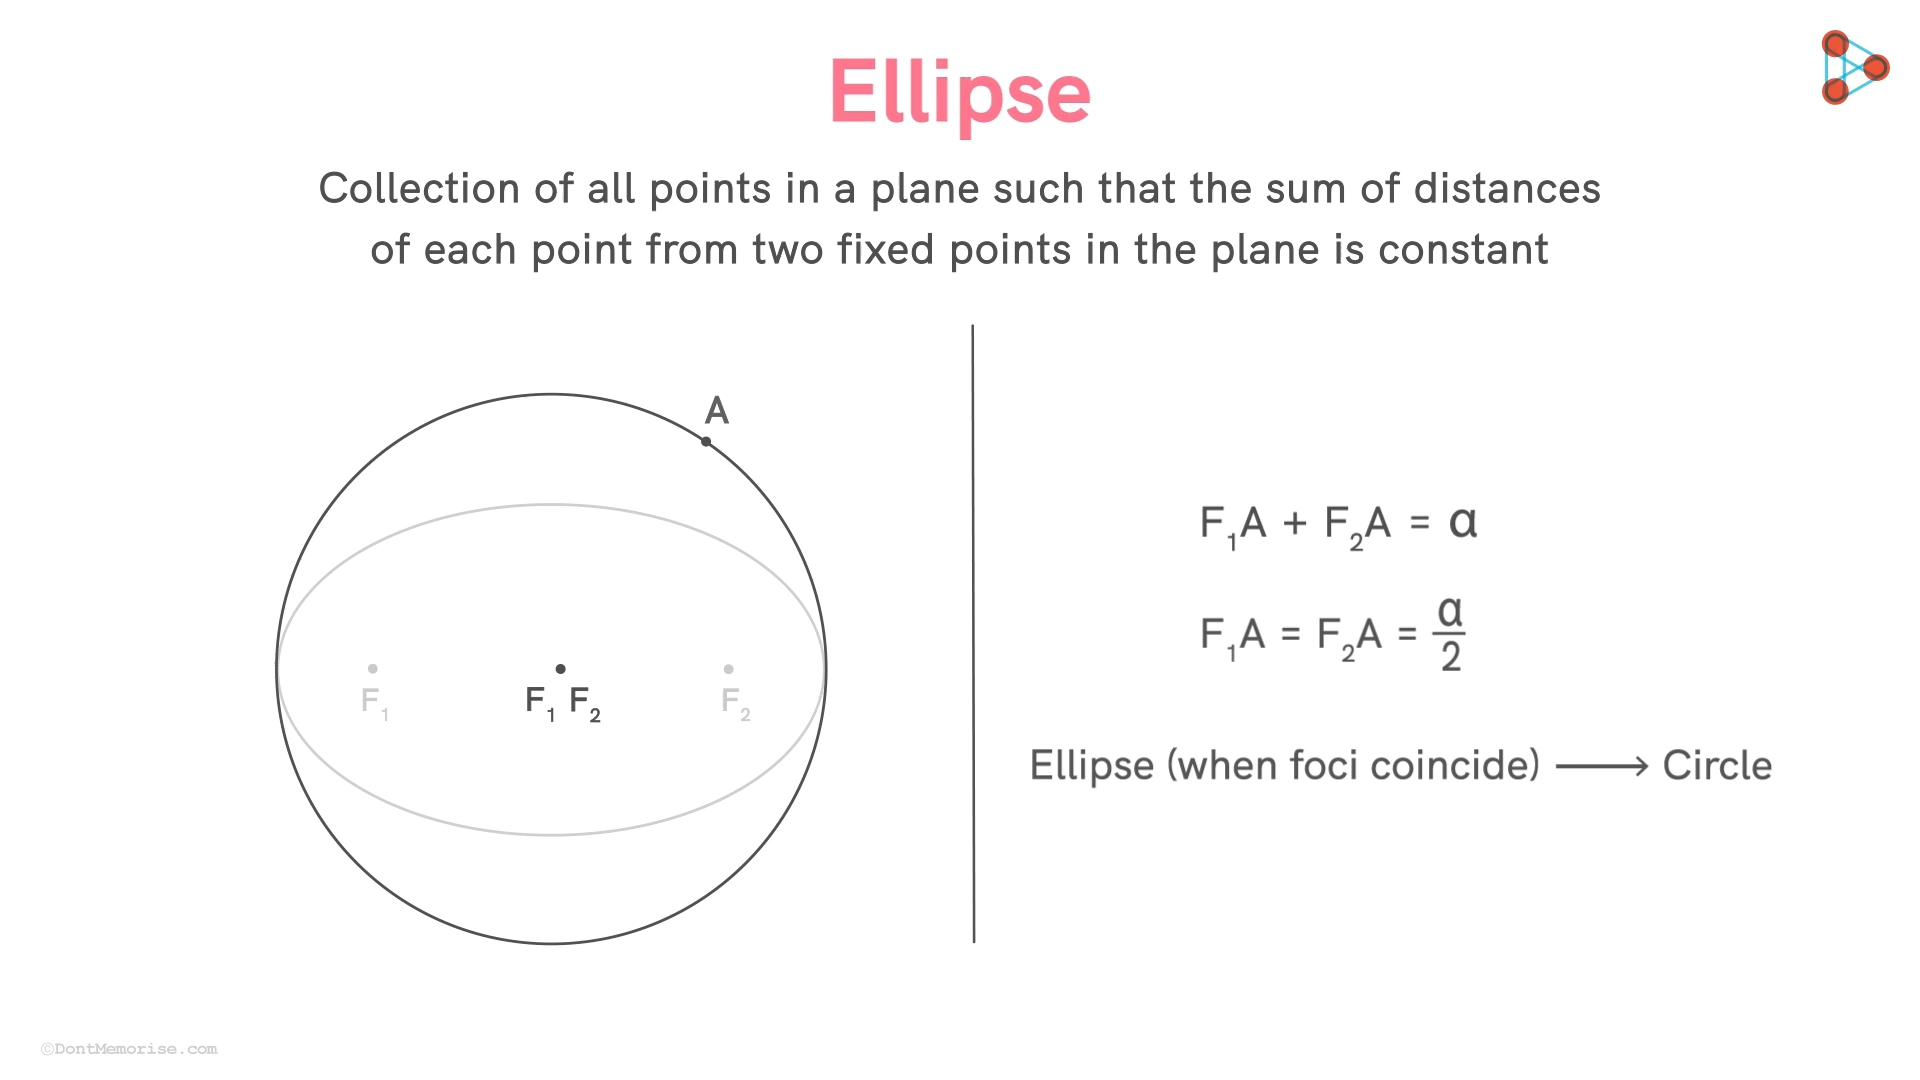 Ellipse
Collection of all points in a plane such that the sum of distances
of each point from two fixed points in the plane is constant
A
F₁
F₁ F₂
F₂
F₁A + F₂A = α
F₁A = F₂A = α/2
Ellipse (when foci coincide) ⟶ Circle
©DontMemorise.com